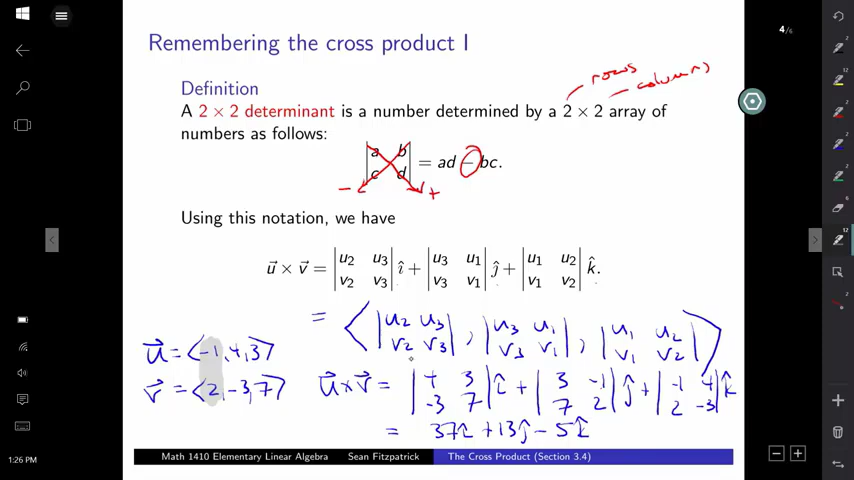 4/6
Remembering the cross product I
rows
columns
Definition
A 2 × 2 determinant is a number determined by a 2 × 2 array of
numbers as follows:
|a b|
|c d| = ad − bc.
− +
Using this notation, we have
u⃗ × v⃗ = |u₂ u₃; v₂ v₃| î + |u₃ u₁; v₃ v₁| ĵ + |u₁ u₂; v₁ v₂| k̂.
= ⟨ |u₂ u₃; v₂ v₃| , |u₃ u₁; v₃ v₁| , |u₁ u₂; v₁ v₂| ⟩
u⃗ = ⟨-1, 4, 3⟩
v⃗ = ⟨2, -3, 7⟩
u⃗ × v⃗ = |4 3; -3 7| î + |3 -1; 7 2| ĵ + |-1 4; 2 -3| k̂
= 37î + 13ĵ - 5k̂
1:26 PM
Math 1410 Elementary Linear Algebra Sean Fitzpatrick The Cross Product (Section 3.4)